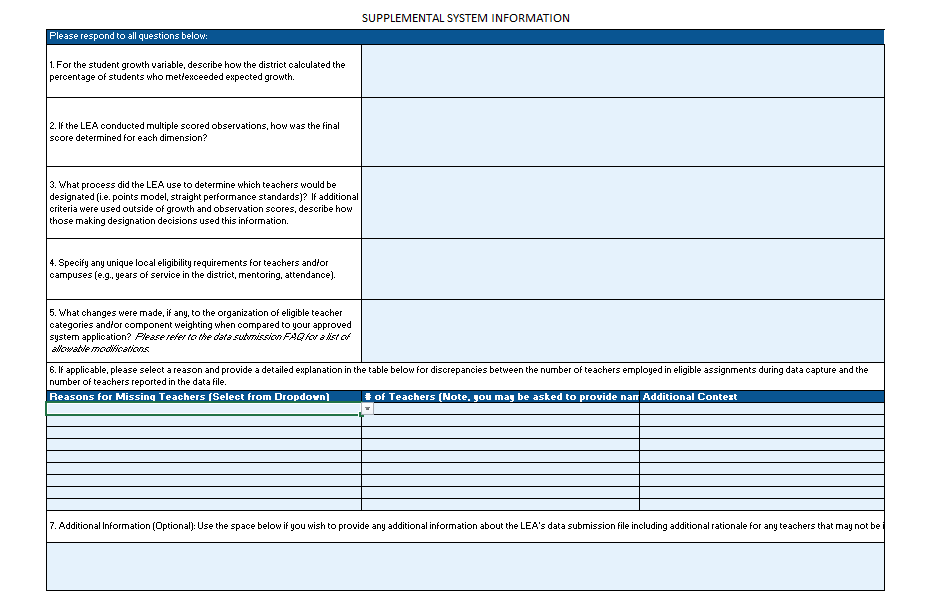 SUPPLEMENTAL SYSTEM INFORMATION
Please respond to all questions below:
1. For the student growth variable, describe how the district calculated the
percentage of students who met/exceeded expected growth.
2. If the LEA conducted multiple scored observations, how was the final
score determined for each dimension?
3. What process did the LEA use to determine which teachers would be
designated (i.e. points model, straight performance standards)? If additional
criteria were used outside of growth and observation scores, describe how
those making designation decisions used this information.
4. Specify any unique local eligibility requirements for teachers and/or
campuses (e.g., years of service in the district, mentoring, attendance).
5. What changes were made, if any, to the organization of eligible teacher
categories and/or component weighting when compared to your approved
system application? Please refer to the data submission FAQ for a list of
allowable modifications.
6. If applicable, please select a reason and provide a detailed explanation in the table below for discrepancies between the number of teachers employed in eligible assignments during data capture and the
number of teachers reported in the data file.
Reasons for Missing Teachers (Select from Dropdown) # of Teachers (Note, you may be asked to provide nam Additional Context
7. Additional Information (Optional): Use the space below if you wish to provide any additional information about the LEA's data submission file including additional rationale for any teachers that may not be i